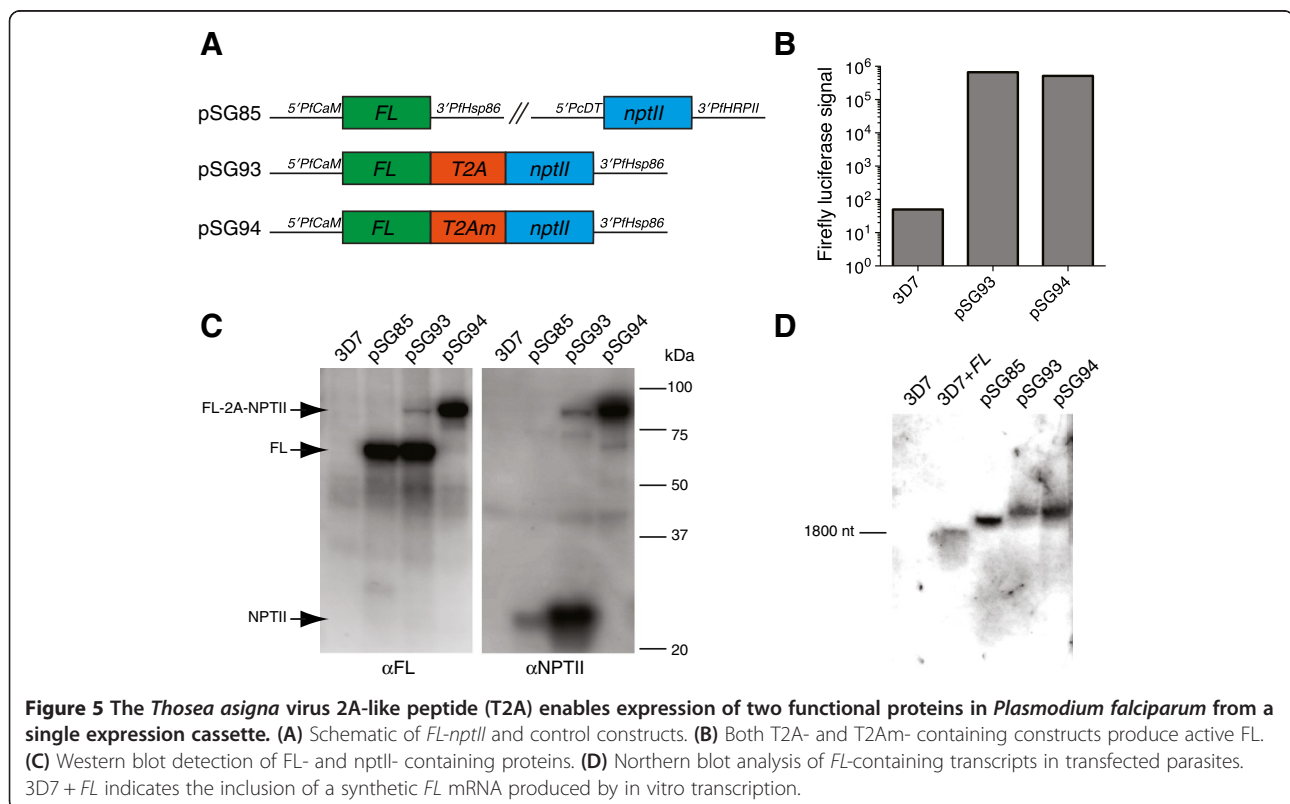 A
pSG85 5'PfCaM FL 3'PfHsp86 // 5'PcDT nptII 3'PfHRPII
pSG93 5'PfCaM FL T2A nptII 3'PfHsp86
pSG94 5'PfCaM FL T2Am nptII 3'PfHsp86
B
Firefly luciferase signal
10⁶
10⁵
10⁴
10³
10²
10¹
10⁰
3D7 pSG93 pSG94
C
3D7 pSG85 pSG93 pSG94
kDa
FL-2A-NPTII
FL
NPTII
100
75
50
37
20
αFL αNPTII
D
3D7 3D7+FL pSG85 pSG93 pSG94
1800 nt
Figure 5 The Thosea asigna virus 2A-like peptide (T2A) enables expression of two functional proteins in Plasmodium falciparum from a
single expression cassette. (A) Schematic of FL-nptII and control constructs. (B) Both T2A- and T2Am- containing constructs produce active FL.
(C) Western blot detection of FL- and nptII- containing proteins. (D) Northern blot analysis of FL-containing transcripts in transfected parasites.
3D7 + FL indicates the inclusion of a synthetic FL mRNA produced by in vitro transcription.